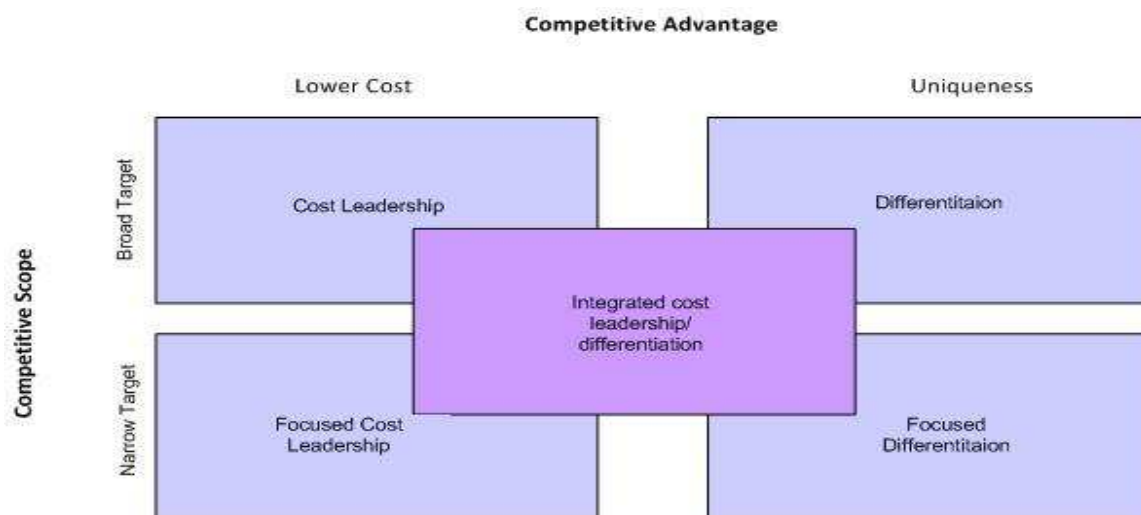 Competitive Advantage
Lower Cost
Uniqueness
Competitive Scope
Broad Target
Cost Leadership
Differentitaion
Integrated cost
leadership/
differentiation
Narrow Target
Focused Cost
Leadership
Focused
Differentitaion